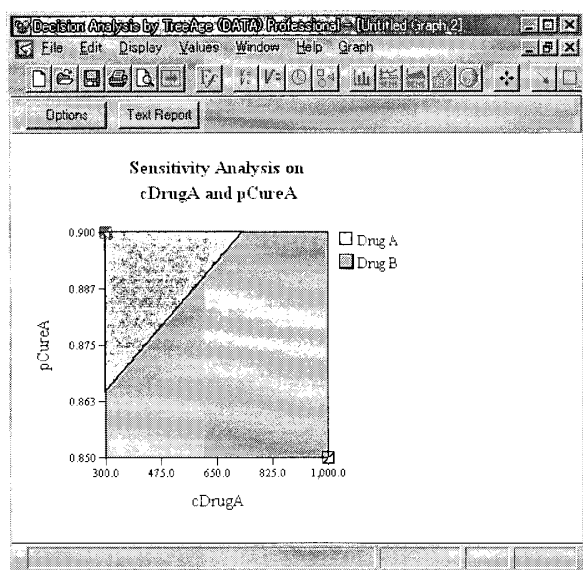 Decision Analysis by TreeAge (DATA) Professional - [Untitled Graph 2]
File Edit Display Values Window Help Graph
Options Text Report
Sensitivity Analysis on
cDrugA and pCureA
Drug A
Drug B
pCureA
0.900
0.887
0.875
0.863
0.850
300.0 475.0 650.0 825.0 1,000.0
cDrugA